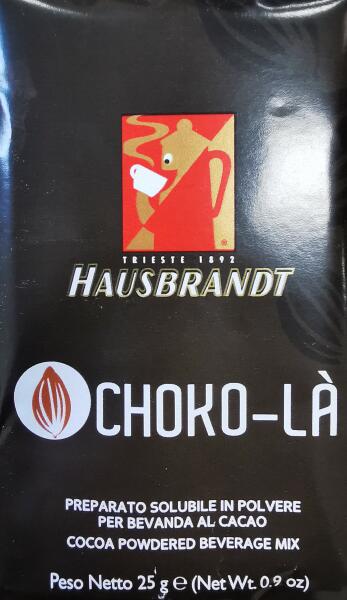 ®
TRIESTE 1892
HAUSBRANDT
CHOKO-LÀ
PREPARATO SOLUBILE IN POLVERE
PER BEVANDA AL CACAO
COCOA POWDERED BEVERAGE MIX
Peso Netto 25 g e (Net Wt. 0.9 oz)